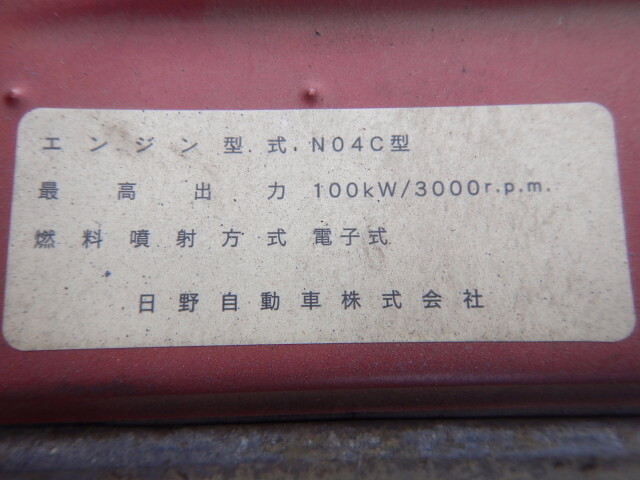 エンジン型式 N04C型
最高出力 100kW/3000r.p.m.
燃料噴射方式 電子式
日野自動車株式会社